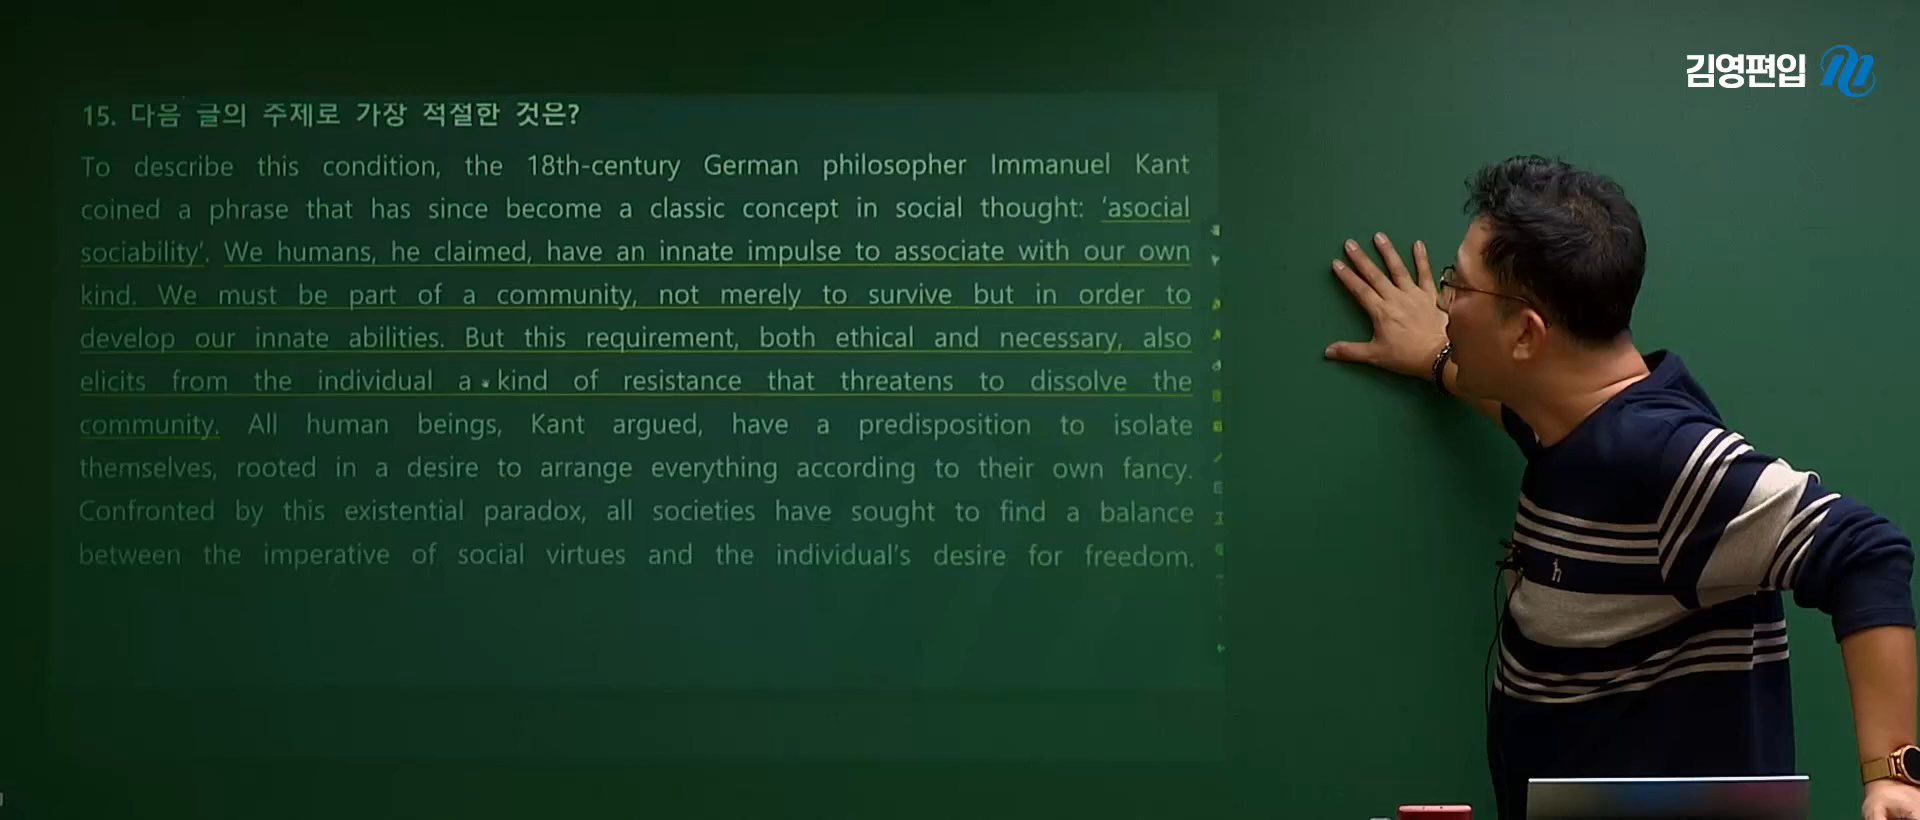 김영편입
15. 다음 글의 주제로 가장 적절한 것은?
To describe this condition, the 18th-century German philosopher Immanuel Kant
coined a phrase that has since become a classic concept in social thought: ‘asocial
sociability’. We humans, he claimed, have an innate impulse to associate with our own
kind. We must be part of a community, not merely to survive but in order to
develop our innate abilities. But this requirement, both ethical and necessary, also
elicits from the individual a kind of resistance that threatens to dissolve the
community. All human beings, Kant argued, have a predisposition to isolate
themselves, rooted in a desire to arrange everything according to their own fancy.
Confronted by this existential paradox, all societies have sought to find a balance
between the imperative of social virtues and the individual’s desire for freedom.
h